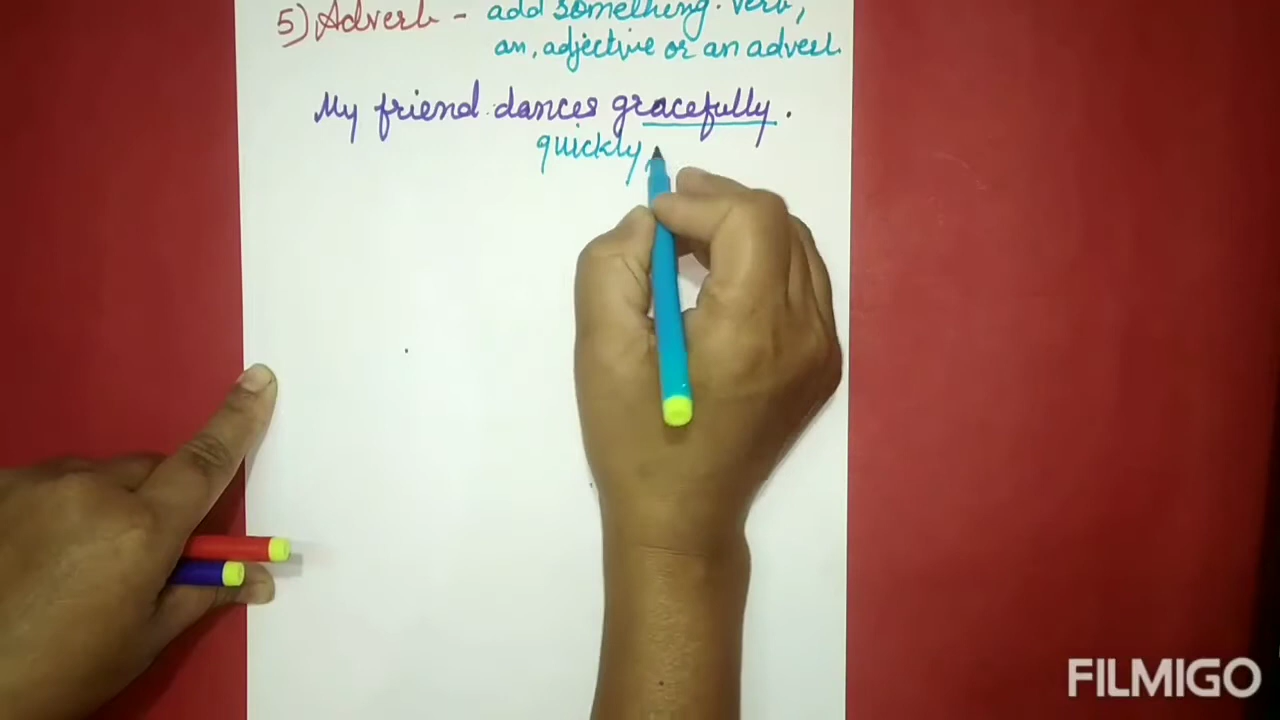 5) Adverb - add something. verb,
an, adjective or an adverb.
My friend dances gracefully.
quickly,
FILMIGO